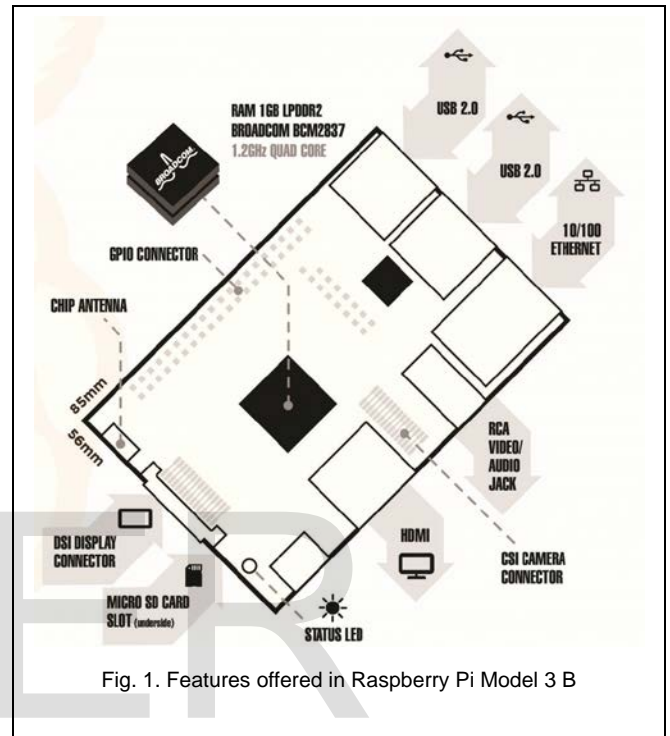 USB 2.0
RAM 1GB LPDDR2
BROADCOM BCM2837
1.2GHz QUAD CORE
BROADCOM
USB 2.0
10/100
ETHERNET
GPIO CONNECTOR
CHIP ANTENNA
85mm
56mm
RCA
VIDEO/
AUDIO
JACK
DSI DISPLAY
CONNECTOR
HDMI
CSI CAMERA
CONNECTOR
MICRO SD CARD
SLOT (underside)
STATUS LED
ER
Fig. 1. Features offered in Raspberry Pi Model 3 B